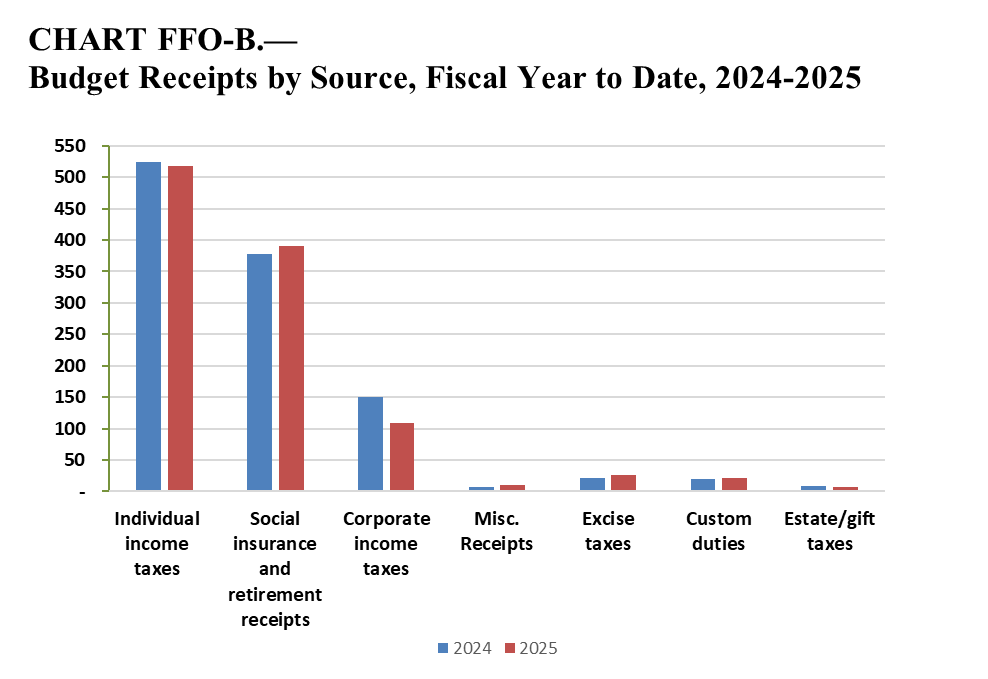 CHART FFO-B.—
Budget Receipts by Source, Fiscal Year to Date, 2024-2025
550
500
450
400
350
300
250
200
150
100
50
-
Individual
income
taxes
Social
insurance
and
retirement
receipts
Corporate
income
taxes
Misc.
Receipts
Excise
taxes
Custom
duties
Estate/gift
taxes
2024 2025